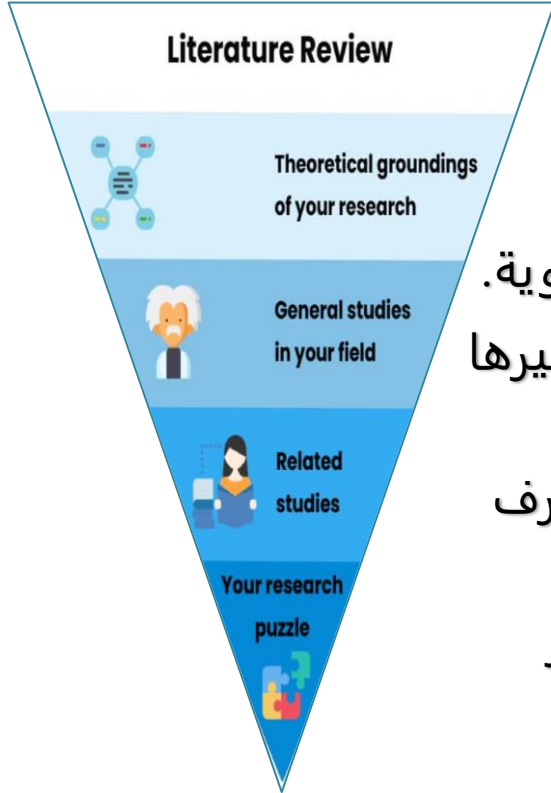 Literature Review
Theoretical groundings
of your research
General studies
in your field
Related
studies
Your research
puzzle